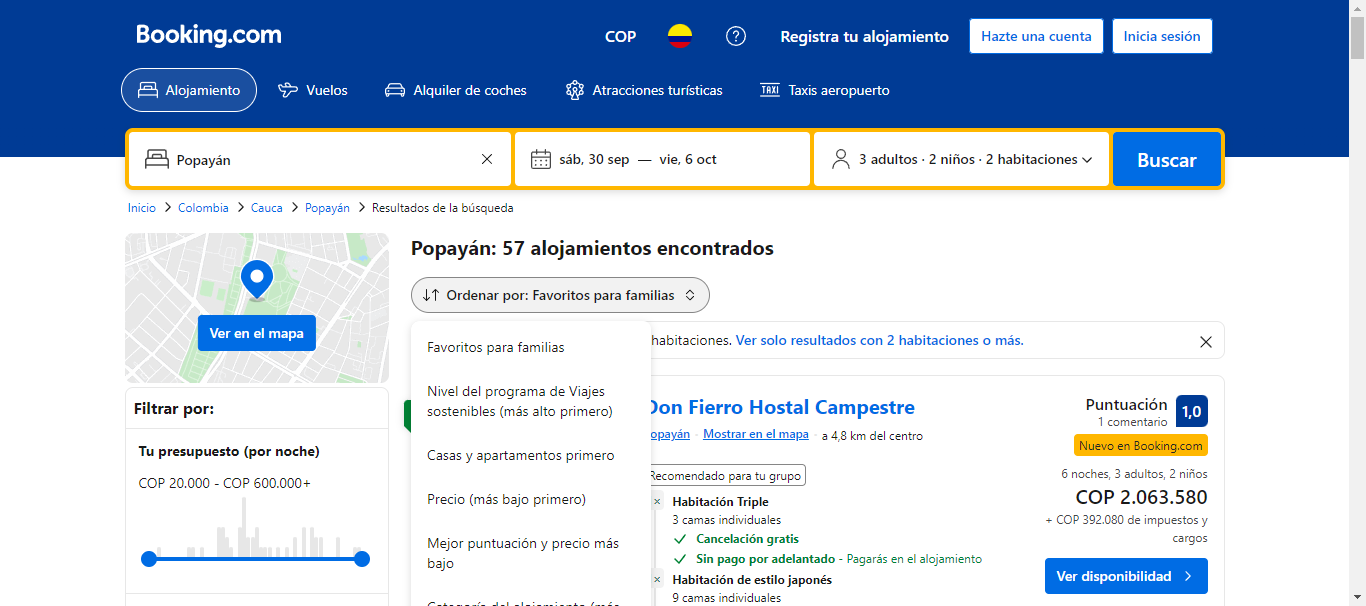 Booking.com
COP
Registra tu alojamiento
Hazte una cuenta
Inicia sesión
Alojamiento
Vuelos
Alquiler de coches
Atracciones turísticas
TAXI
Taxis aeropuerto
Popayán
sáb, 30 sep — vie, 6 oct
3 adultos · 2 niños · 2 habitaciones
Buscar
Inicio > Colombia > Cauca > Popayán > Resultados de la búsqueda
Ver en el mapa
Filtrar por:
Tu presupuesto (por noche)
COP 20.000 - COP 600.000+
Popayán: 57 alojamientos encontrados
Ordenar por: Favoritos para familias
Favoritos para familias
Nivel del programa de Viajes
sostenibles (más alto primero)
Casas y apartamentos primero
Precio (más bajo primero)
Mejor puntuación y precio más
bajo
Categoría del alojamiento (más
habitaciones. Ver solo resultados con 2 habitaciones o más.
Don Fierro Hostal Campestre
opayán · Mostrar en el mapa · a 4,8 km del centro
Recomendado para tu grupo
Habitación Triple
3 camas individuales
Cancelación gratis
Sin pago por adelantado - Pagarás en el alojamiento
Habitación de estilo japonés
9 camas individuales
Puntuación
1 comentario
1,0
Nuevo en Booking.com
6 noches, 3 adultos, 2 niños
COP 2.063.580
+ COP 392.080 de impuestos y
cargos
Ver disponibilidad